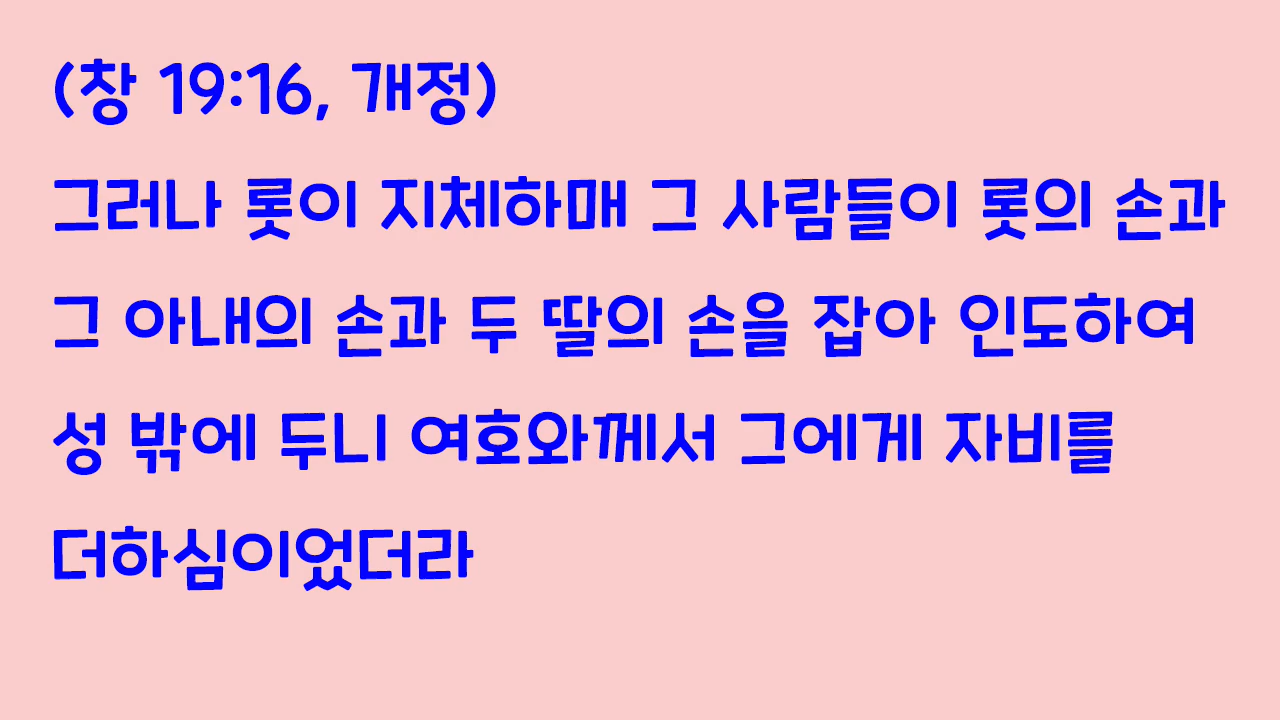 (창 19:16, 개정)
그러나 롯이 지체하매 그 사람들이 롯의 손과
그 아내의 손과 두 딸의 손을 잡아 인도하여
성 밖에 두니 여호와께서 그에게 자비를
더하심이었더라